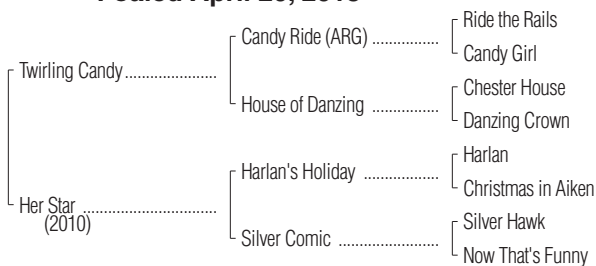 Foaled April
Ride the Rails
Candy Ride (ARG) ................
Candy Girl
Twirling Candy......................
Chester House
House of Danzing ................
Danzing Crown
Harlan
Harlan's Holiday ..................
Christmas in Aiken
Her Star ................................
(2010)
Silver Hawk
Silver Comic ........................
Now That's Funny